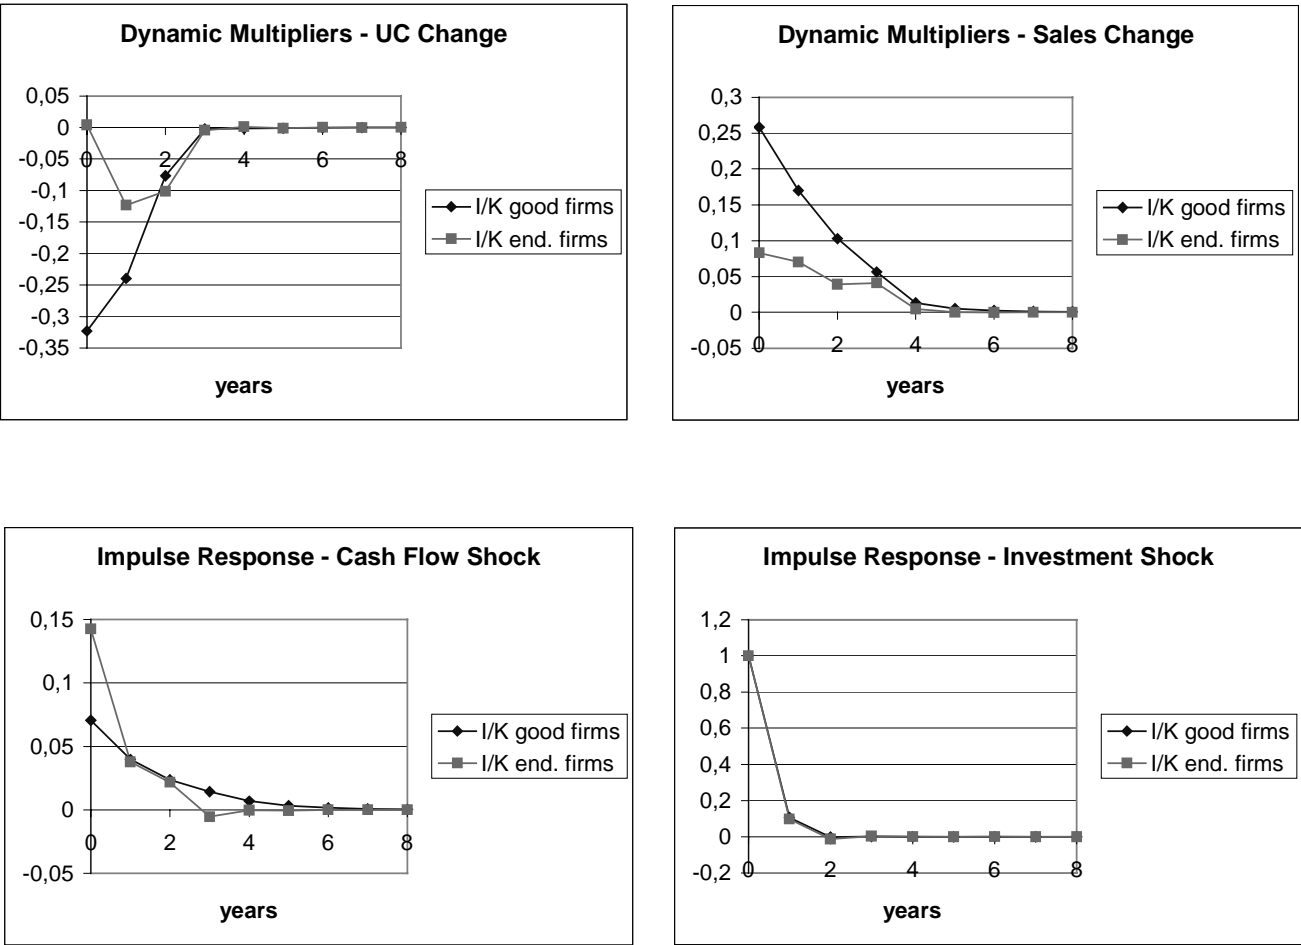 Dynamic Multipliers - UC Change
0,05
0
-0,05
-0,1
-0,15
-0,2
-0,25
-0,3
-0,35
0 2 4 6 8
years
I/K good firms
I/K end. firms
Dynamic Multipliers - Sales Change
0,3
0,25
0,2
0,15
0,1
0,05
0
-0,05
0 2 4 6 8
years
I/K good firms
I/K end. firms
Impulse Response - Cash Flow Shock
0,15
0,1
0,05
0
-0,05
0 2 4 6 8
years
I/K good firms
I/K end. firms
Impulse Response - Investment Shock
1,2
1
0,8
0,6
0,4
0,2
0
-0,2
0 2 4 6 8
years
I/K good firms
I/K end. firms